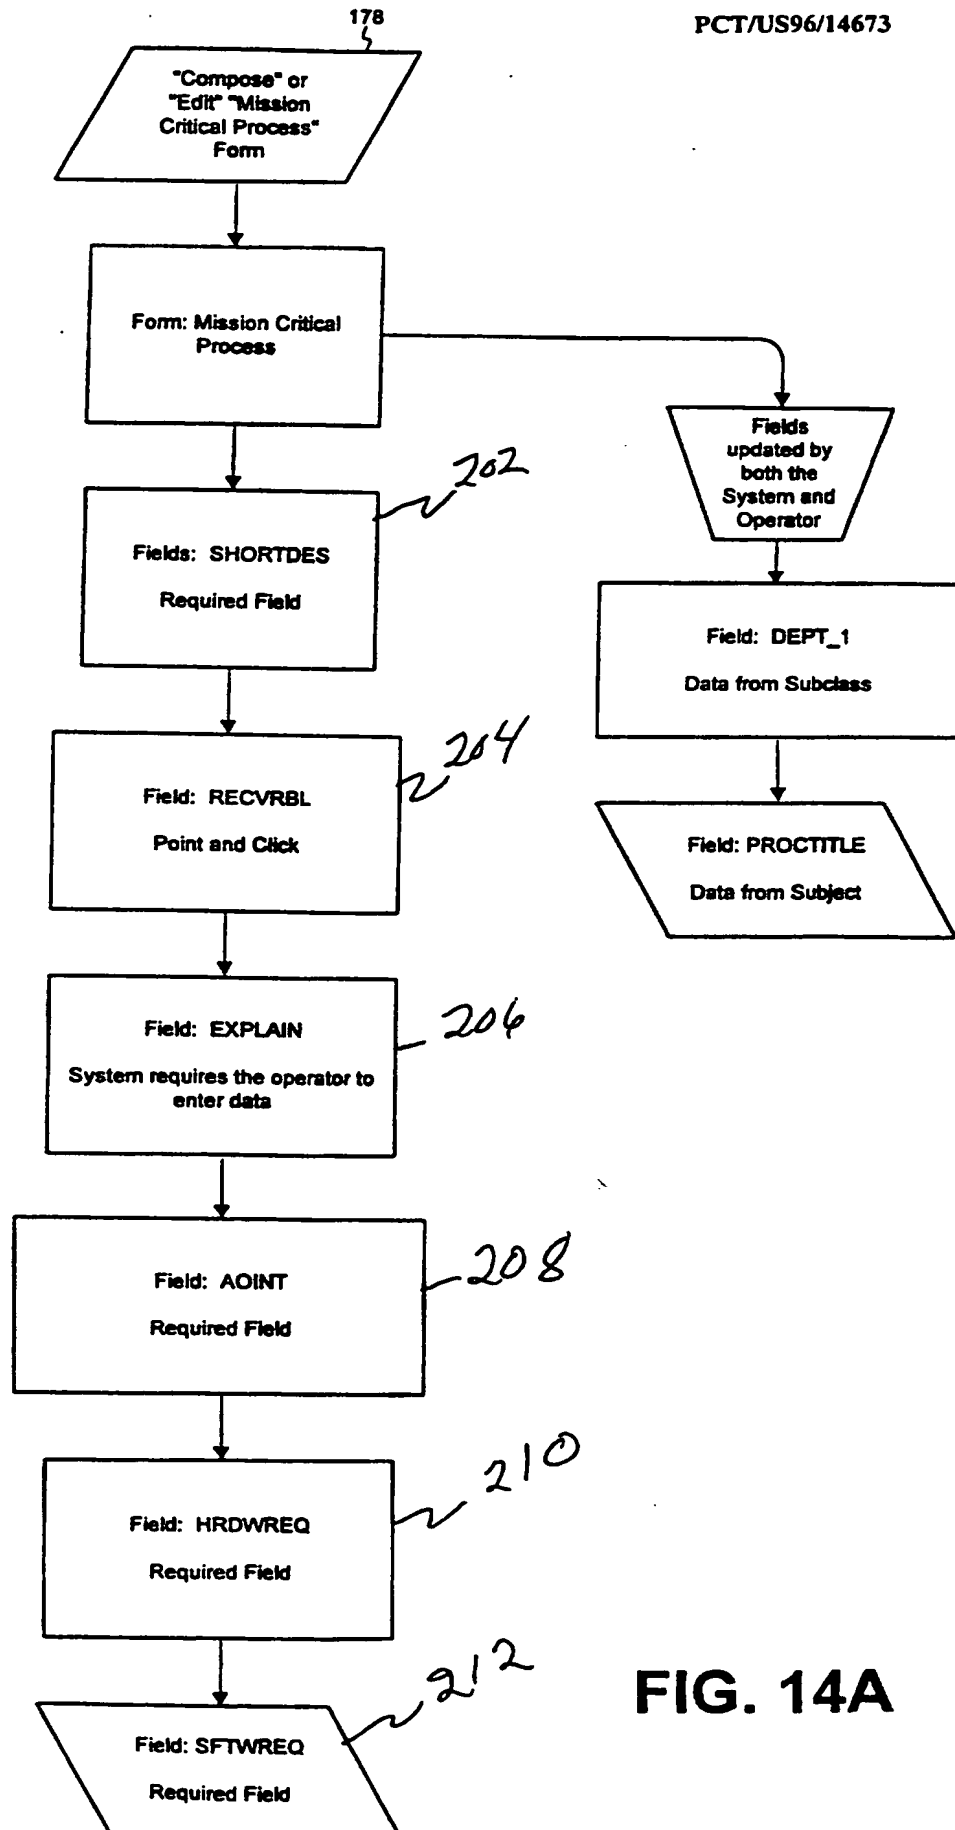 178
PCT/US96/14673
"Compose" or
"Edit" "Mission
Critical Process"
Form
Form: Mission Critical
Process
Fields
updated by
both the
System and
Operator
202
Fields: SHORTDES
Required Field
Field: DEPT_1
Data from Subclass
204
Field: RECVRBL
Point and Click
Field: PROCTITLE
Data from Subject
206
Field: EXPLAIN
System requires the operator to
enter data
208
Field: AOINT
Required Field
210
Field: HRDWREQ
Required Field
212
Field: SFTWREQ
Required Field
FIG. 14A